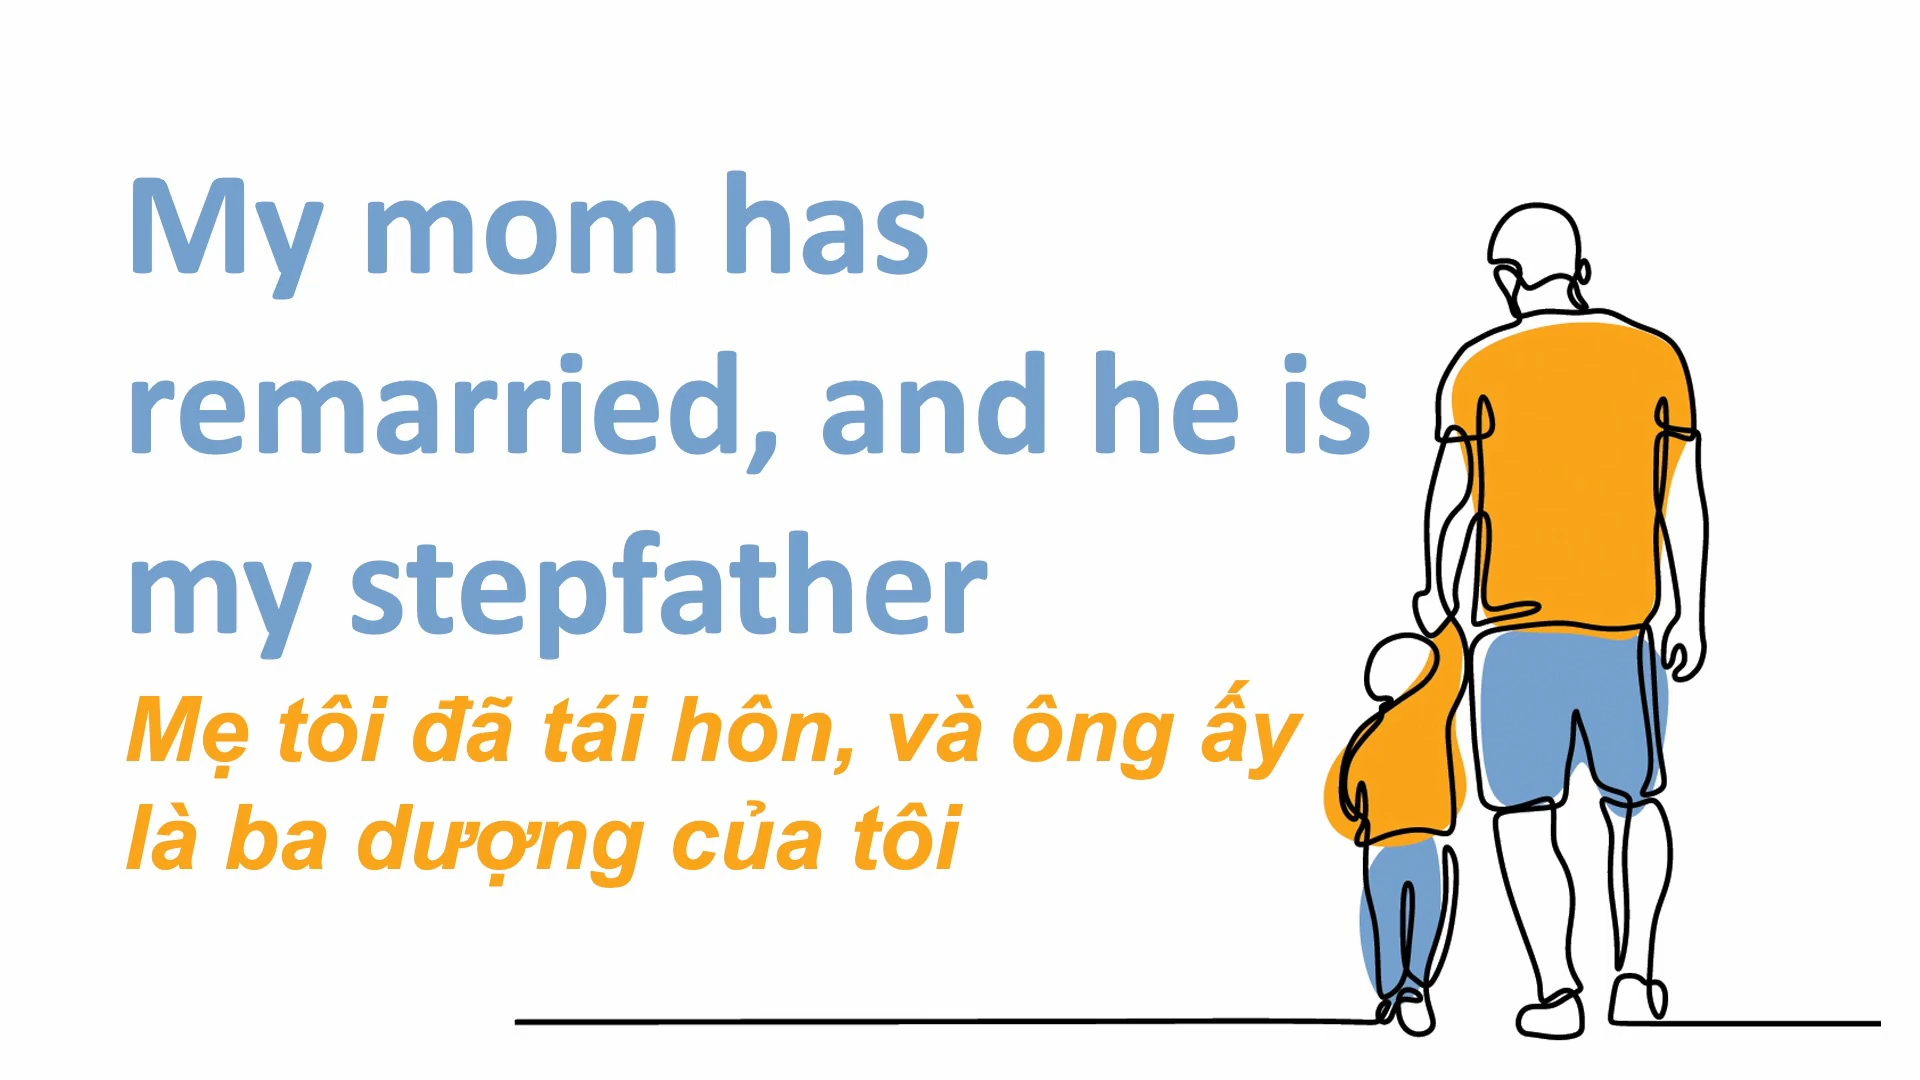 My mom has
remarried, and he is
my stepfather
Mẹ tôi đã tái hôn, và ông ấy
là ba dượng của tôi